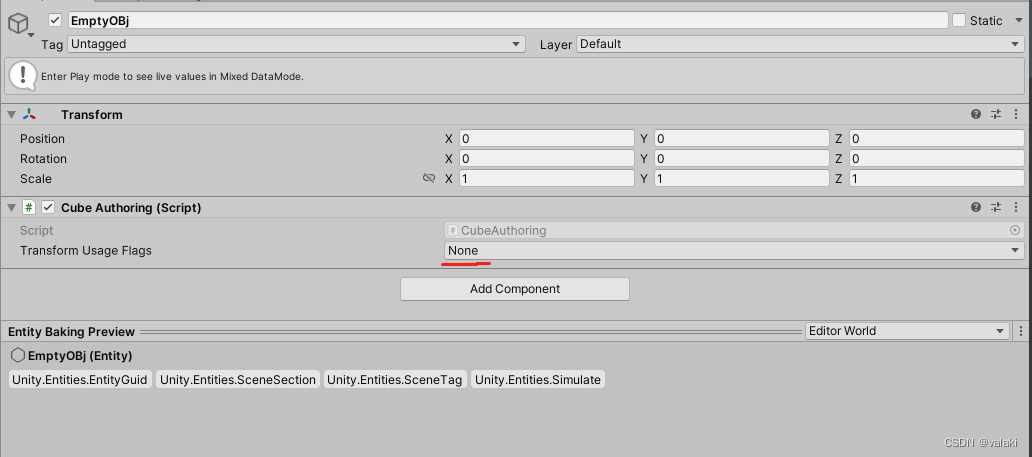 EmptyOBj
Static
Tag Untagged
Layer Default
Enter Play mode to see live values in Mixed DataMode.
Transform
Position X 0 Y 0 Z 0
Rotation X 0 Y 0 Z 0
Scale X 1 Y 1 Z 1
# Cube Authoring (Script)
Script # CubeAuthoring
Transform Usage Flags None
Add Component
Entity Baking Preview Editor World
EmptyOBj (Entity)
Unity.Entities.EntityGuid Unity.Entities.SceneSection Unity.Entities.SceneTag Unity.Entities.Simulate
CSDN @valaki